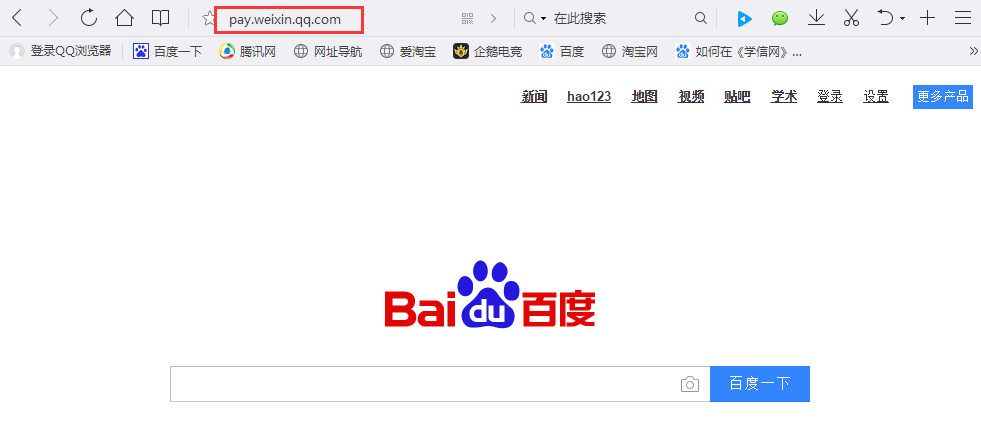 pay.weixin.qq.com 在此搜索
登录QQ浏览器 百度一下 腾讯网 网址导航 爱淘宝 企鹅电竞 百度 淘宝网 如何在《学信网》...
新闻 hao123 地图 视频 贴吧 学术 登录 设置 更多产品
Bai du 百度
百度一下